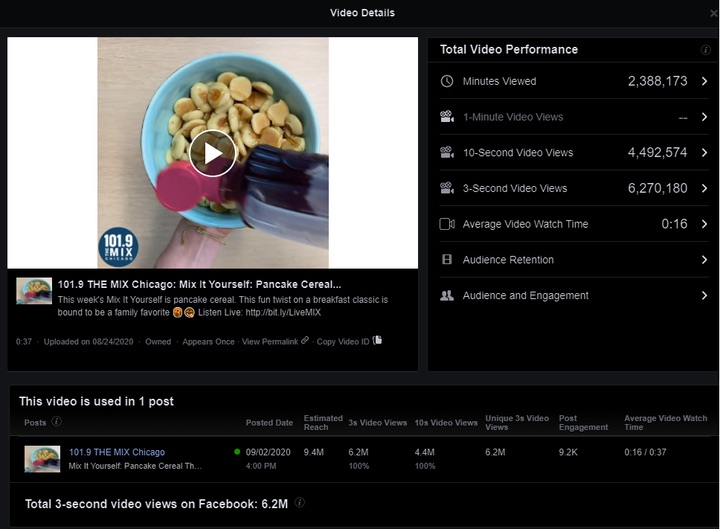 Video Details
101.9
THE MIX
CHICAGO
101.9 THE MIX Chicago: Mix It Yourself: Pancake Cereal...
This week's Mix It Yourself is pancake cereal. This fun twist on a breakfast classic is
bound to be a family favorite 🥞😋 Listen Live: http://bit.ly/LiveMIX
0:37 · Uploaded on 08/24/2020 · Owned · Appears Once · View Permalink · Copy Video ID
Total Video Performance
Minutes Viewed 2,388,173
1-Minute Video Views --
10-Second Video Views 4,492,574
3-Second Video Views 6,270,180
Average Video Watch Time 0:16
Audience Retention
Audience and Engagement
This video is used in 1 post
Posts Posted Date Estimated Reach 3s Video Views 10s Video Views Unique 3s Video Views Post Engagement Average Video Watch Time
101.9 THE MIX Chicago 09/02/2020 9.4M 6.2M 4.4M 6.2M 9.2K 0:16 / 0:37
Mix It Yourself: Pancake Cereal Th... 4:00 PM 100% 100%
Total 3-second video views on Facebook: 6.2M